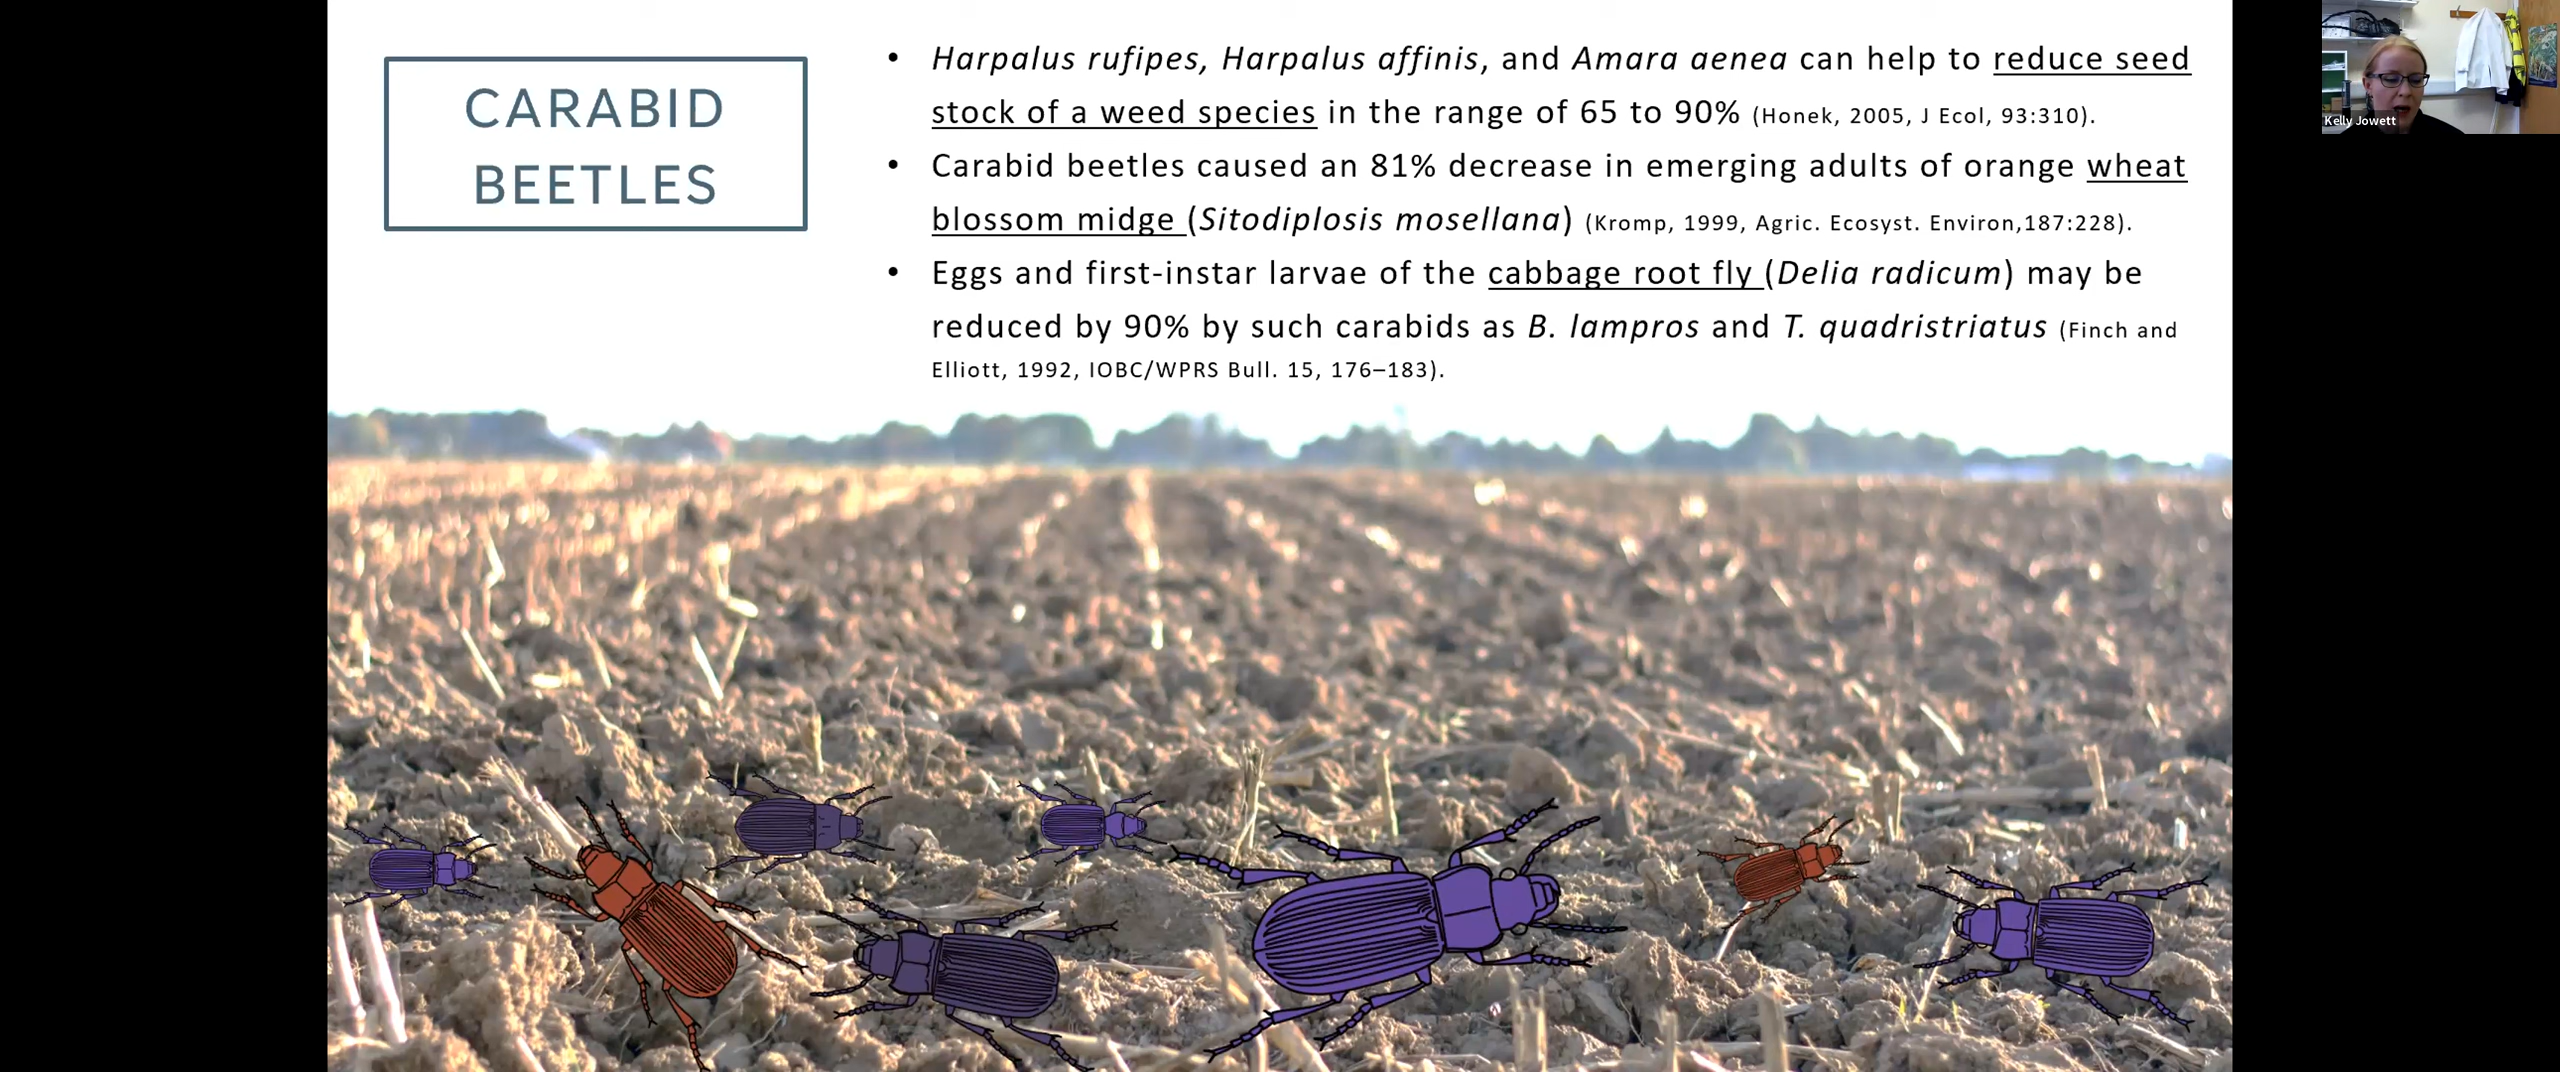 CARABID
BEETLES
• Harpalus rufipes, Harpalus affinis, and Amara aenea can help to reduce seed
stock of a weed species in the range of 65 to 90% (Honek, 2005, J Ecol, 93:310).
• Carabid beetles caused an 81% decrease in emerging adults of orange wheat
blossom midge (Sitodiplosis mosellana) (Kromp, 1999, Agric. Ecosyst. Environ,187:228).
• Eggs and first-instar larvae of the cabbage root fly (Delia radicum) may be
reduced by 90% by such carabids as B. lampros and T. quadristriatus (Finch and
Elliott, 1992, IOBC/WPRS Bull. 15, 176–183).
Kelly Jowett